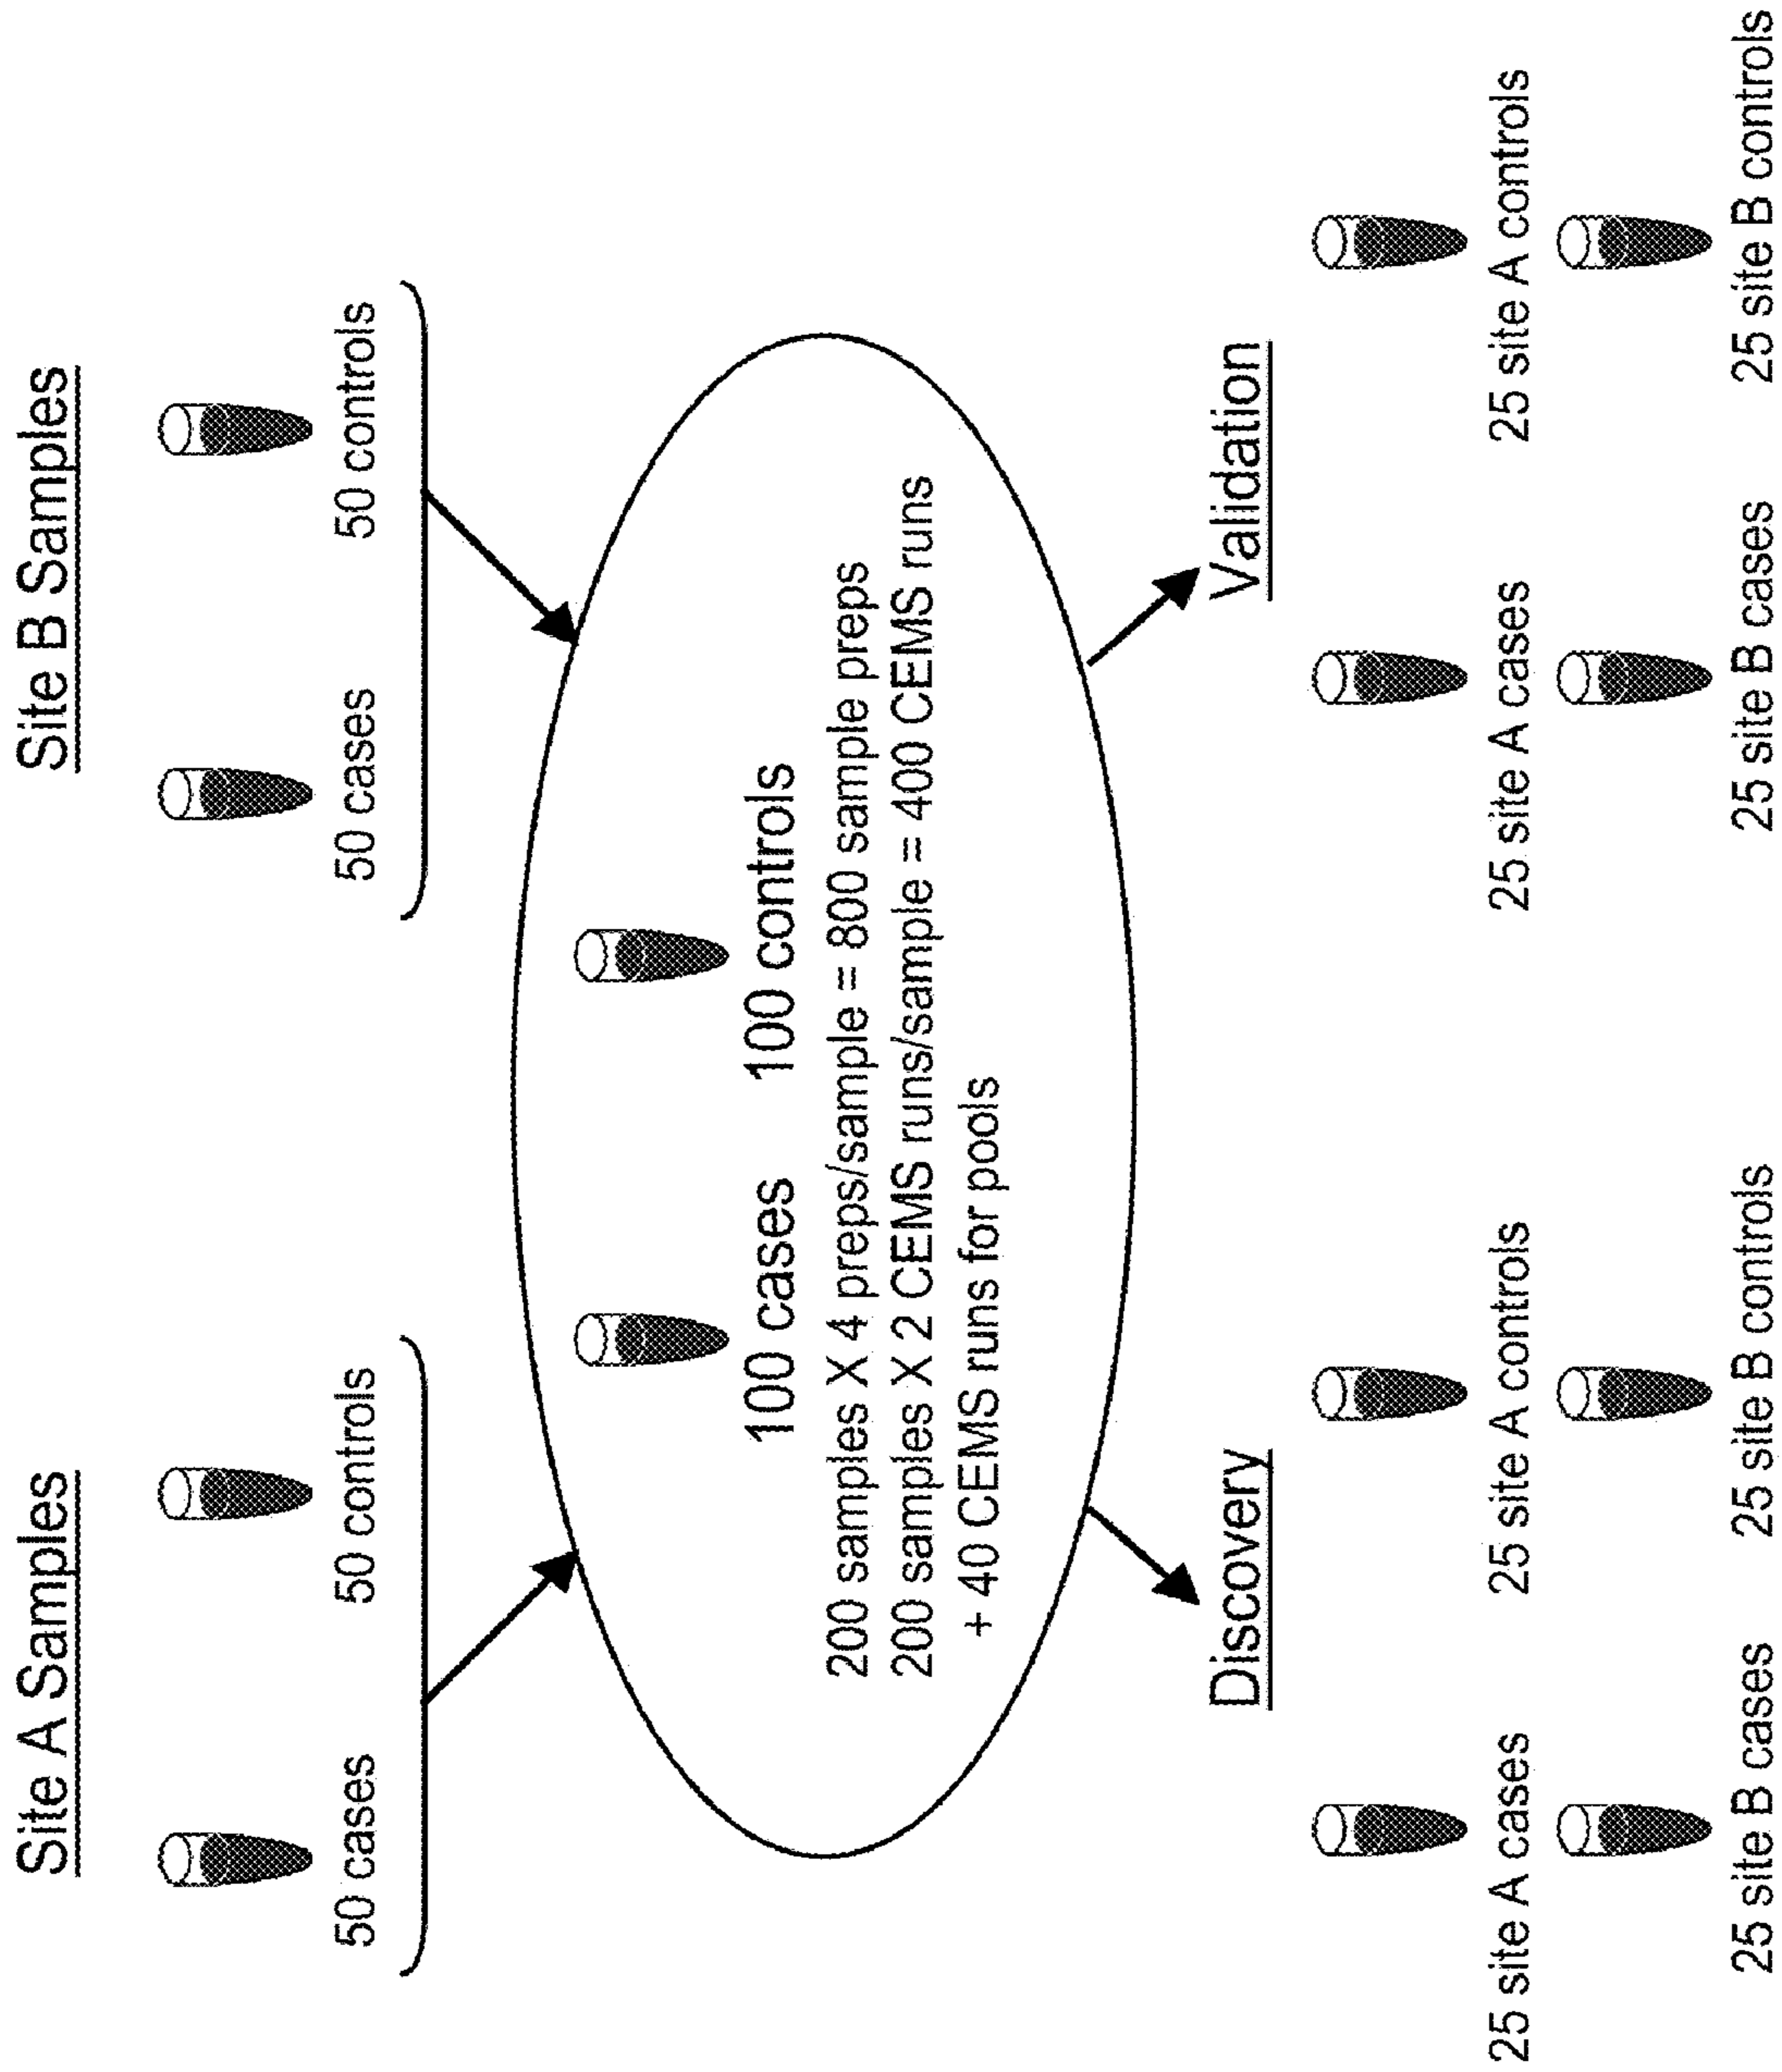 Site A Samples
Site B Samples
50 cases
50 controls
50 cases
50 controls
100 cases
100 controls
200 samples X 4 preps/sample = 800 sample preps
200 samples X 2 CEMS runs/sample = 400 CEMS runs
+ 40 CEMS runs for pools
Discovery
Validation
25 site A cases
25 site A controls
25 site A cases
25 site A controls
25 site B cases
25 site B controls
25 site B cases
25 site B controls